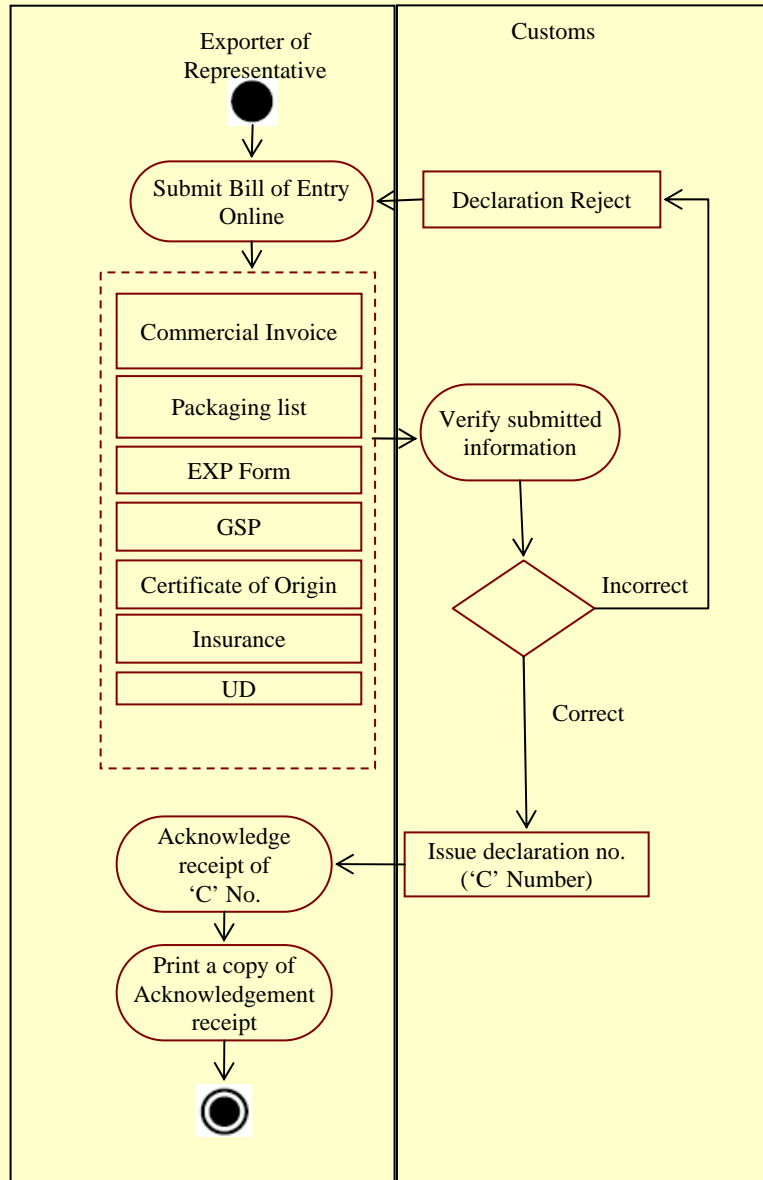 Exporter of
Representative
Customs
Submit Bill of Entry
Online
Declaration Reject
Commercial Invoice
Packaging list
EXP Form
GSP
Certificate of Origin
Insurance
UD
Verify submitted
information
Incorrect
Correct
Issue declaration no.
(‘C’ Number)
Acknowledge
receipt of
‘C’ No.
Print a copy of
Acknowledgement
receipt